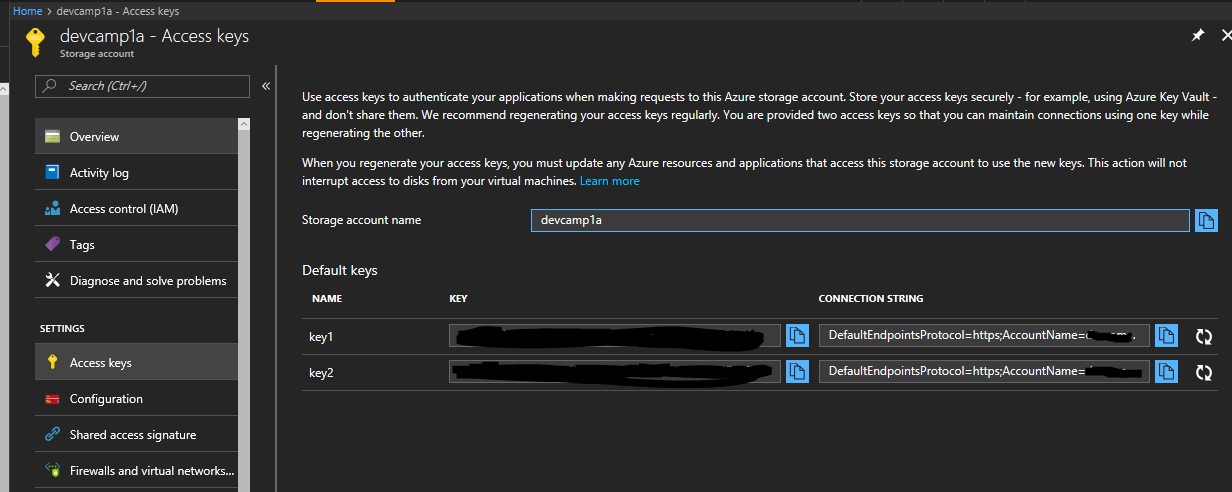 Home > devcamp1a - Access keys
devcamp1a - Access keys
Storage account
Search (Ctrl+/)
«
Overview
Activity log
Access control (IAM)
Tags
Diagnose and solve problems
SETTINGS
Access keys
Configuration
Shared access signature
Firewalls and virtual networks...
Use access keys to authenticate your applications when making requests to this Azure storage account. Store your access keys securely - for example, using Azure Key Vault -
and don't share them. We recommend regenerating your access keys regularly. You are provided two access keys so that you can maintain connections using one key while
regenerating the other.
When you regenerate your access keys, you must update any Azure resources and applications that access this storage account to use the new keys. This action will not
interrupt access to disks from your virtual machines. Learn more
Storage account name
devcamp1a
Default keys
NAME KEY CONNECTION STRING
key1 DefaultEndpointsProtocol=https;AccountName=
key2 DefaultEndpointsProtocol=https;AccountName=